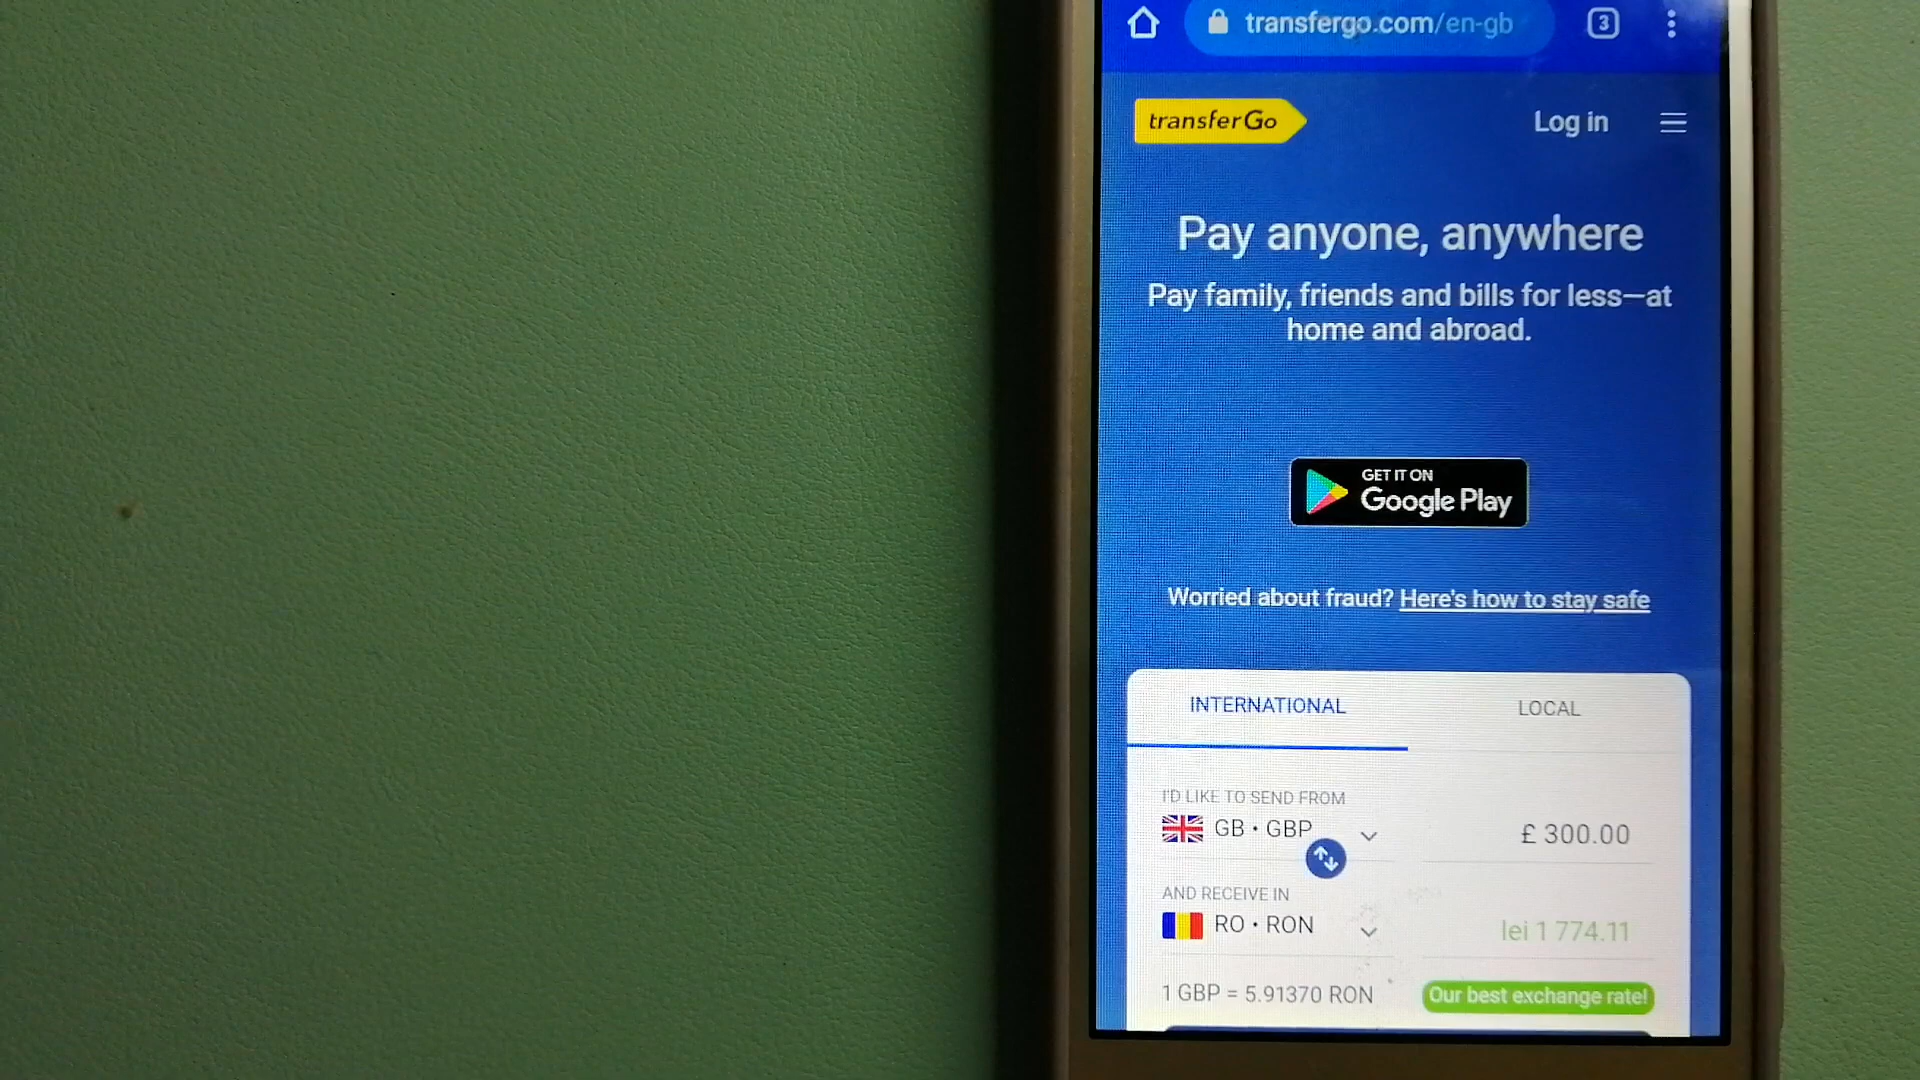 transfergo.com/en-gb
3
transferGo
Log in
Pay anyone, anywhere
Pay family, friends and bills for less—at
home and abroad.
GET IT ON
Google Play
Worried about fraud? Here's how to stay safe
INTERNATIONAL
LOCAL
I'D LIKE TO SEND FROM
GB • GBP
£ 300.00
AND RECEIVE IN
RO • RON
lei 1 774.11
1 GBP = 5.91370 RON
Our best exchange rate!